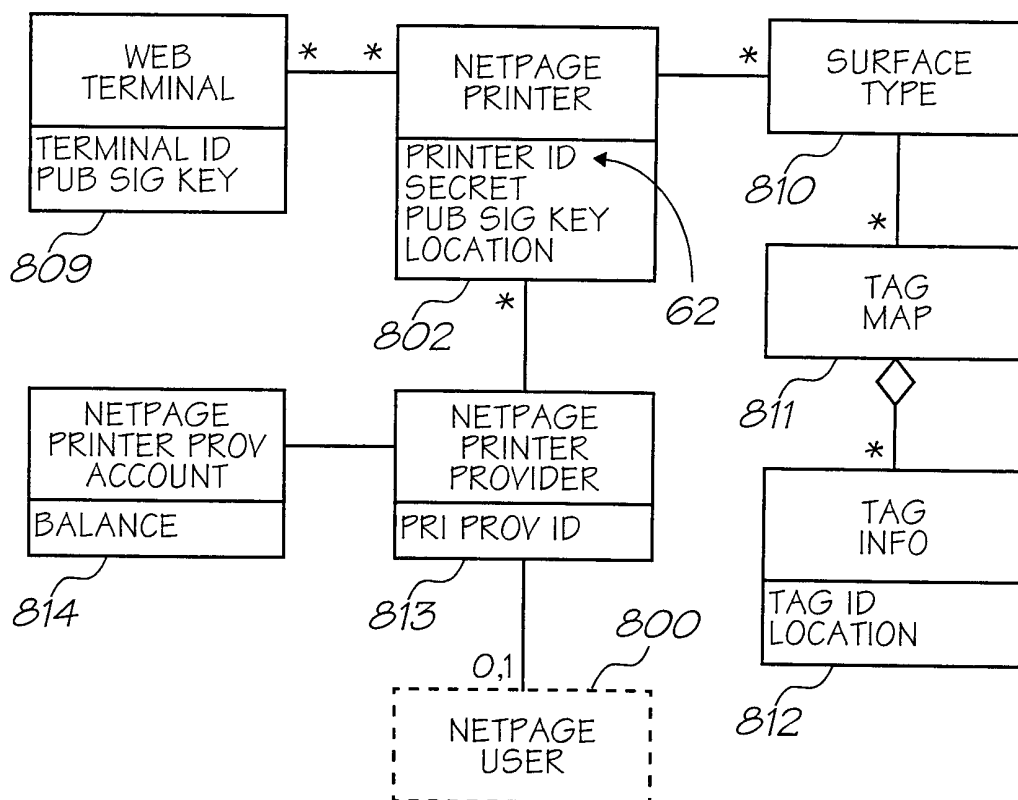 WEB
TERMINAL
TERMINAL ID
PUB SIG KEY
809
*
*
NETPAGE
PRINTER
PRINTER ID
SECRET
PUB SIG KEY
LOCATION
802
62
*
*
SURFACE
TYPE
810
*
TAG
MAP
811
*
TAG
INFO
TAG ID
LOCATION
812
NETPAGE
PRINTER PROV
ACCOUNT
BALANCE
814
NETPAGE
PRINTER
PROVIDER
PRI PROV ID
813
800
0,1
NETPAGE
USER